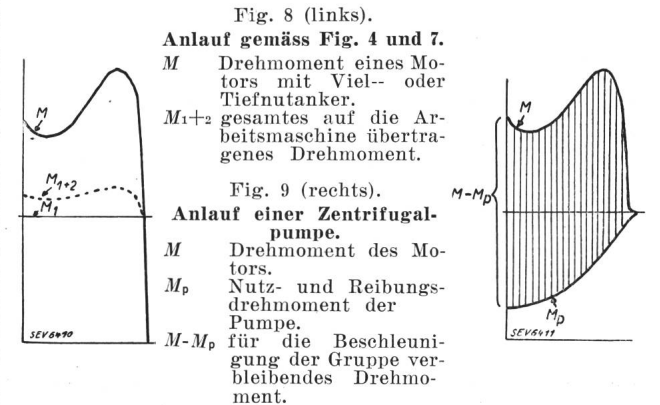 Fig. 8 (links).
Anlauf gemäss Fig. 4 und 7.
M Drehmoment eines Mo-
tors mit Viel-- oder
Tiefnutanker.
M1+2 gesamtes auf die Ar-
beitsmaschine übertra-
genes Drehmoment.
Fig. 9 (rechts).
Anlauf einer Zentrifugal-
pumpe.
M Drehmoment des Mo-
tors.
Mp Nutz- und Reibungs-
drehmoment der
Pumpe.
M-Mp für die Beschleuni-
gung der Gruppe ver-
bleibendes Drehmo-
ment.
M
M1+2
M1
SEV6410
M
M-Mp
Mp
SEV6411